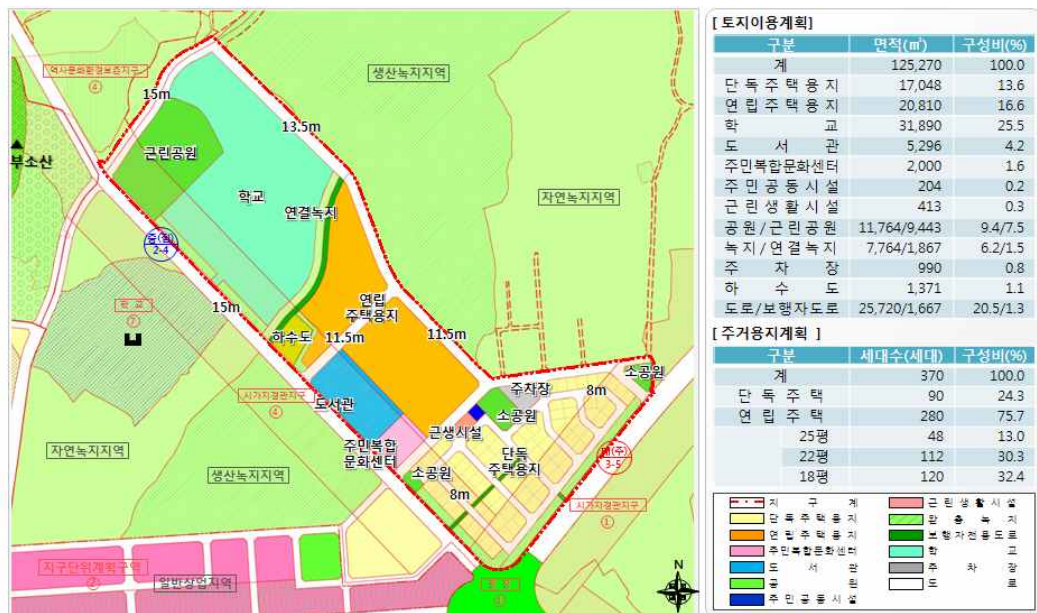 역사문화환경보존지구
④
생산녹지지역
15m
13.5m
부소산
근린공원
학교
연결녹지
자연녹지지역
중(집)
2-4
학교
⑦
15m
연립
주택용지
11.5m
11.5m
하수도
시가지경관지구
④
도서관
주차장
8m
소공원
소공원
근생시설
주민복합
문화센터
단독
주택용지
소공원
8m
3-5
자연녹지지역
생산녹지지역
시가지경관지구
①
지구단위계획구역
일반상업지역
N
[ 토지이용계획]
구분 면적(㎡) 구성비(%)
계 125,270 100.0
단독주택용지 17,048 13.6
연립주택용지 20,810 16.6
학 교 31,890 25.5
도 서 관 5,296 4.2
주민복합문화센터 2,000 1.6
주민공동시설 204 0.2
근린생활시설 413 0.3
공원/근린공원 11,764/9,443 9.4/7.5
녹지/연결녹지 7,764/1,867 6.2/1.5
주 차 장 990 0.8
하 수 도 1,371 1.1
도로/보행자도로 25,720/1,667 20.5/1.3
[ 주거용지계획 ]
구분 세대수(세대) 구성비(%)
계 370 100.0
단 독 주 택 90 24.3
연 립 주 택 280 75.7
25평 48 13.0
22평 112 30.3
18평 120 32.4
지 구 계 근린생활시설
단독주택용지 완충녹지
연립주택용지 보행자전용도로
주민복합문화센터 학 교
도 서 관 주 차 장
공 원 도 로
주민공동시설